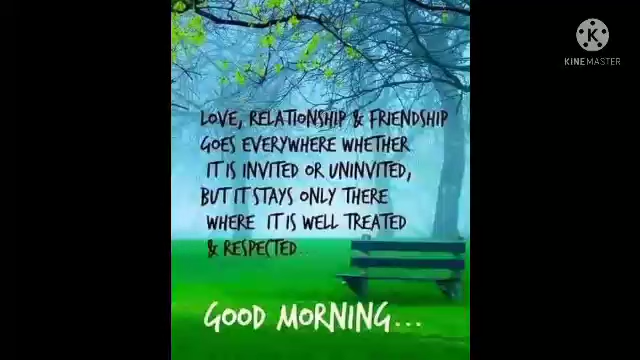 LOVE, RELATIONSHIP & FRIENDSHIP
GOES EVERYWHERE WHETHER
IT IS INVITED OR UNINVITED,
BUT IT STAYS ONLY THERE
WHERE IT IS WELL TREATED
& RESPECTED...
GOOD MORNING...
K
KINEMASTER